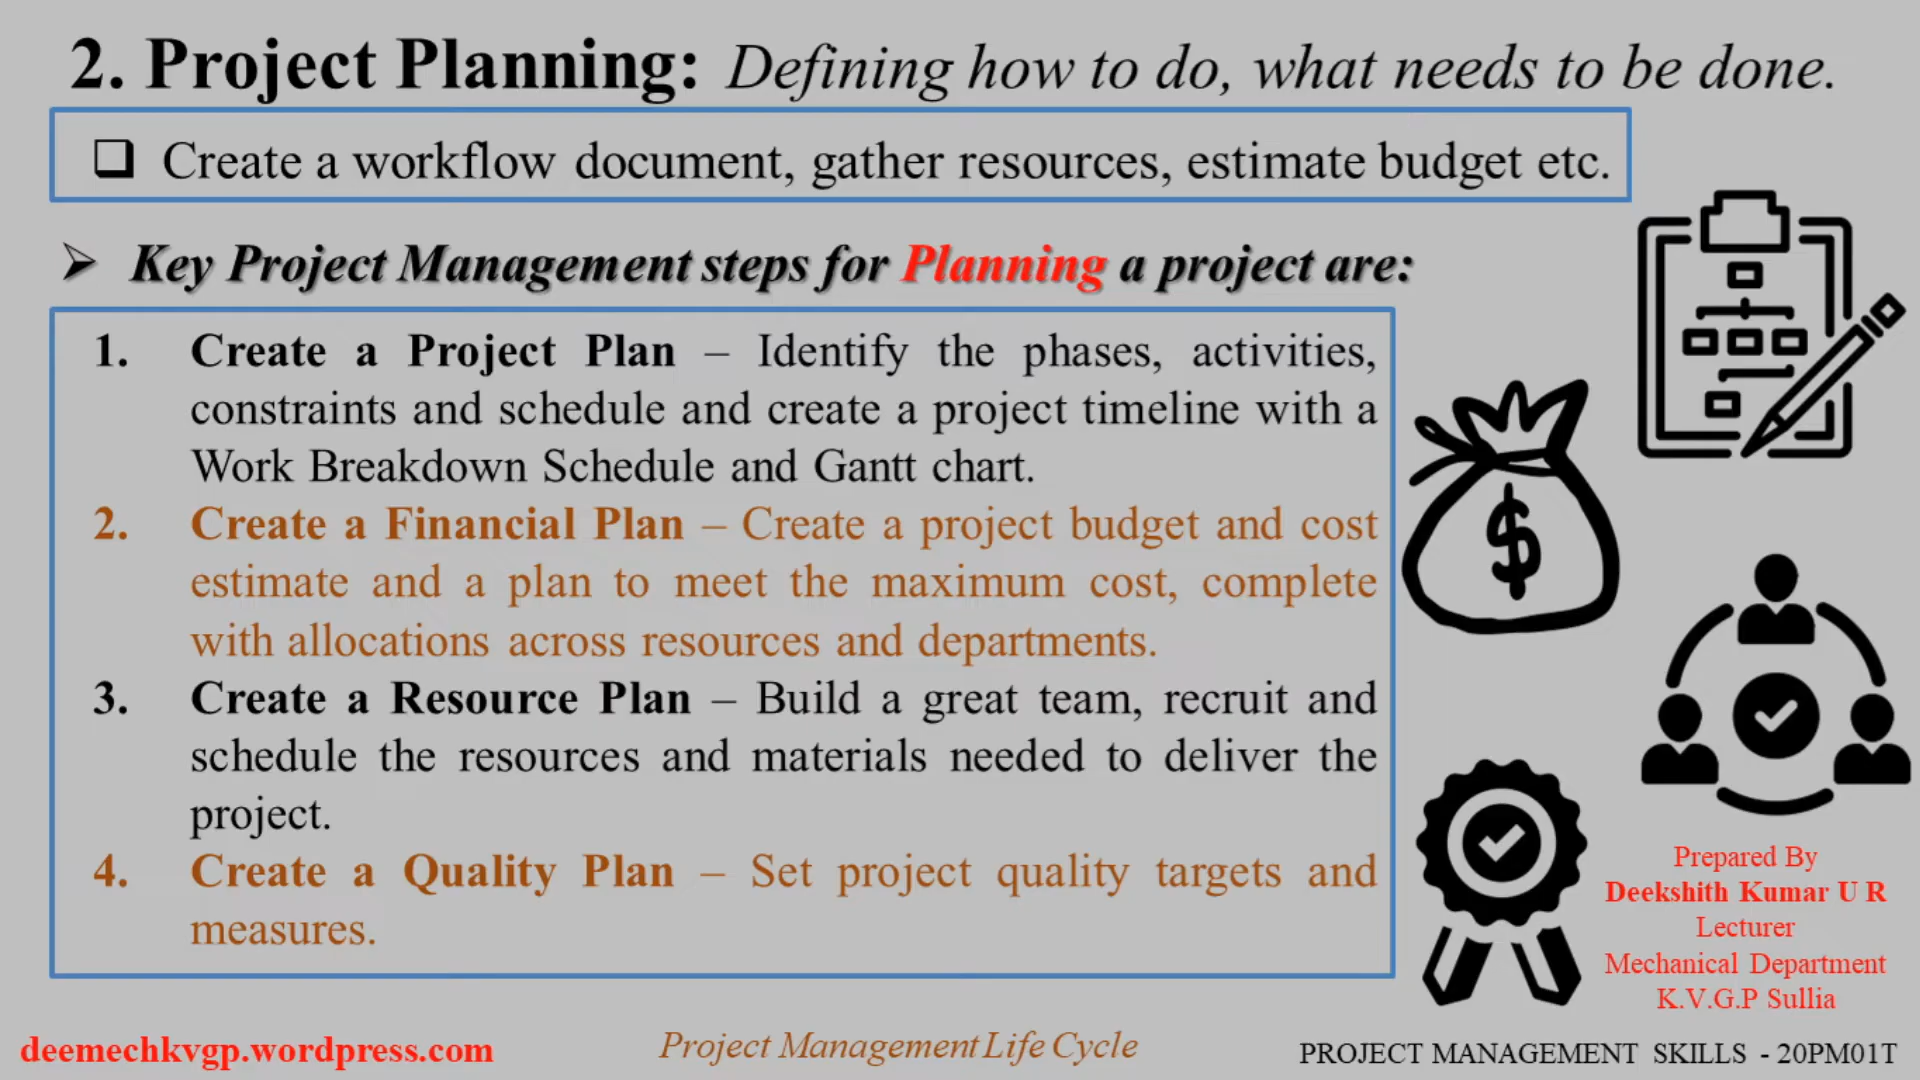 2. Project Planning: Defining how to do, what needs to be done.
❑ Create a workflow document, gather resources, estimate budget etc.
➢ Key Project Management steps for Planning a project are:
1. Create a Project Plan – Identify the phases, activities,
constraints and schedule and create a project timeline with a
Work Breakdown Schedule and Gantt chart.
2. Create a Financial Plan – Create a project budget and cost
estimate and a plan to meet the maximum cost, complete
with allocations across resources and departments.
3. Create a Resource Plan – Build a great team, recruit and
schedule the resources and materials needed to deliver the
project.
4. Create a Quality Plan – Set project quality targets and
measures.
$
Prepared By
Deekshith Kumar U R
Lecturer
Mechanical Department
K.V.G.P Sullia
deemechkvgp.wordpress.com
Project Management Life Cycle
PROJECT MANAGEMENT SKILLS - 20PM01T